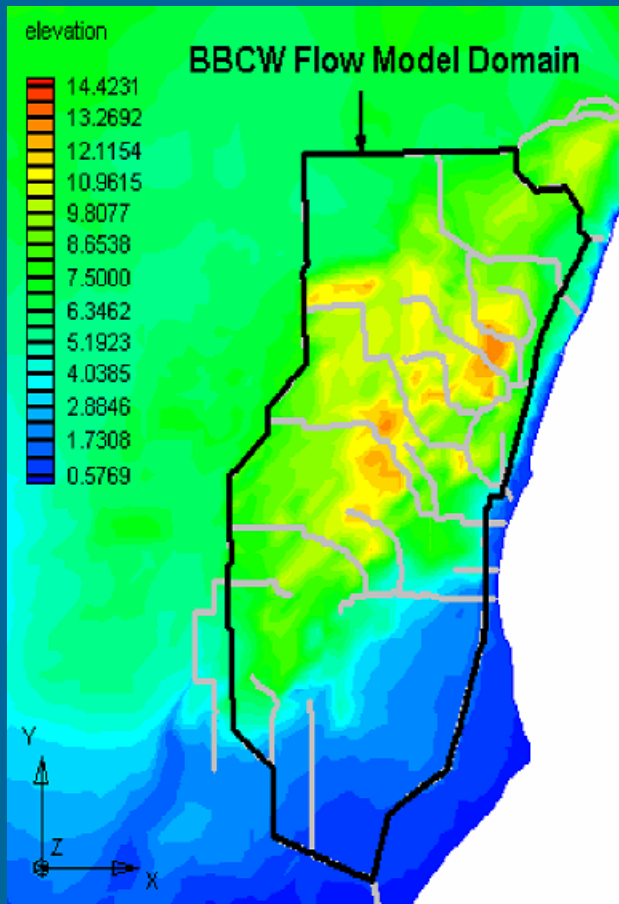 elevation
BBCW Flow Model Domain
14.4231
13.2692
12.1154
10.9615
9.8077
8.6538
7.5000
6.3462
5.1923
4.0385
2.8846
1.7308
0.5769
Y
Z
X